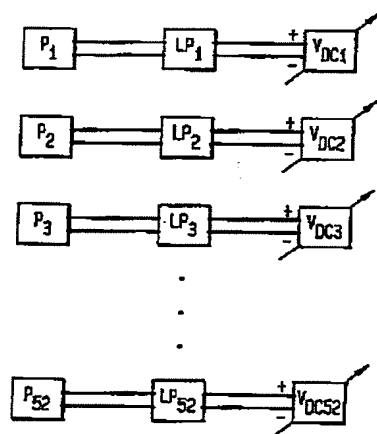 P1 LP1 + - VDC1
P2 LP2 + - VDC2
P3 LP3 + - VDC3
P52 LP52 + - VDC52